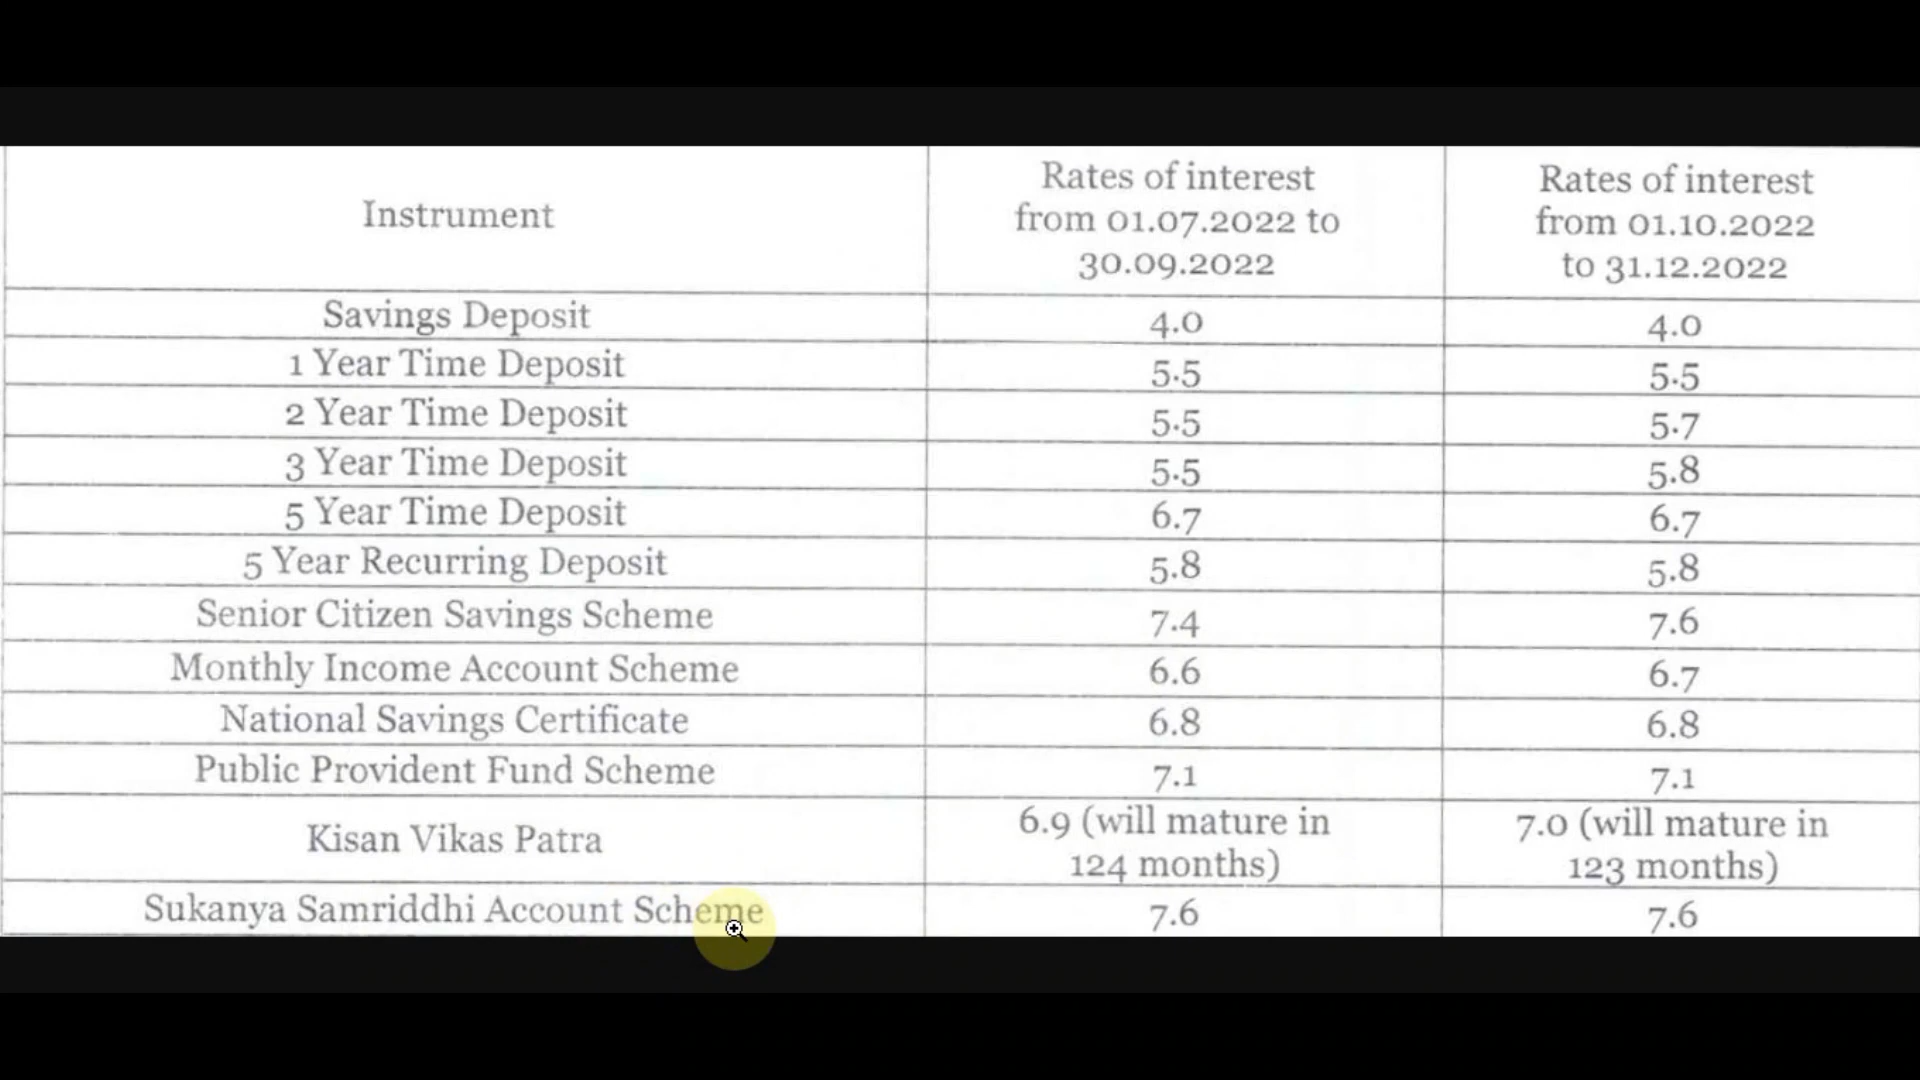 Instrument
Rates of interest
from 01.07.2022 to
30.09.2022
Rates of interest
from 01.10.2022
to 31.12.2022
Savings Deposit 4.0 4.0
1 Year Time Deposit 5.5 5.5
2 Year Time Deposit 5.5 5.7
3 Year Time Deposit 5.5 5.8
5 Year Time Deposit 6.7 6.7
5 Year Recurring Deposit 5.8 5.8
Senior Citizen Savings Scheme 7.4 7.6
Monthly Income Account Scheme 6.6 6.7
National Savings Certificate 6.8 6.8
Public Provident Fund Scheme 7.1 7.1
Kisan Vikas Patra
6.9 (will mature in
124 months)
7.0 (will mature in
123 months)
Sukanya Samriddhi Account Scheme 7.6 7.6